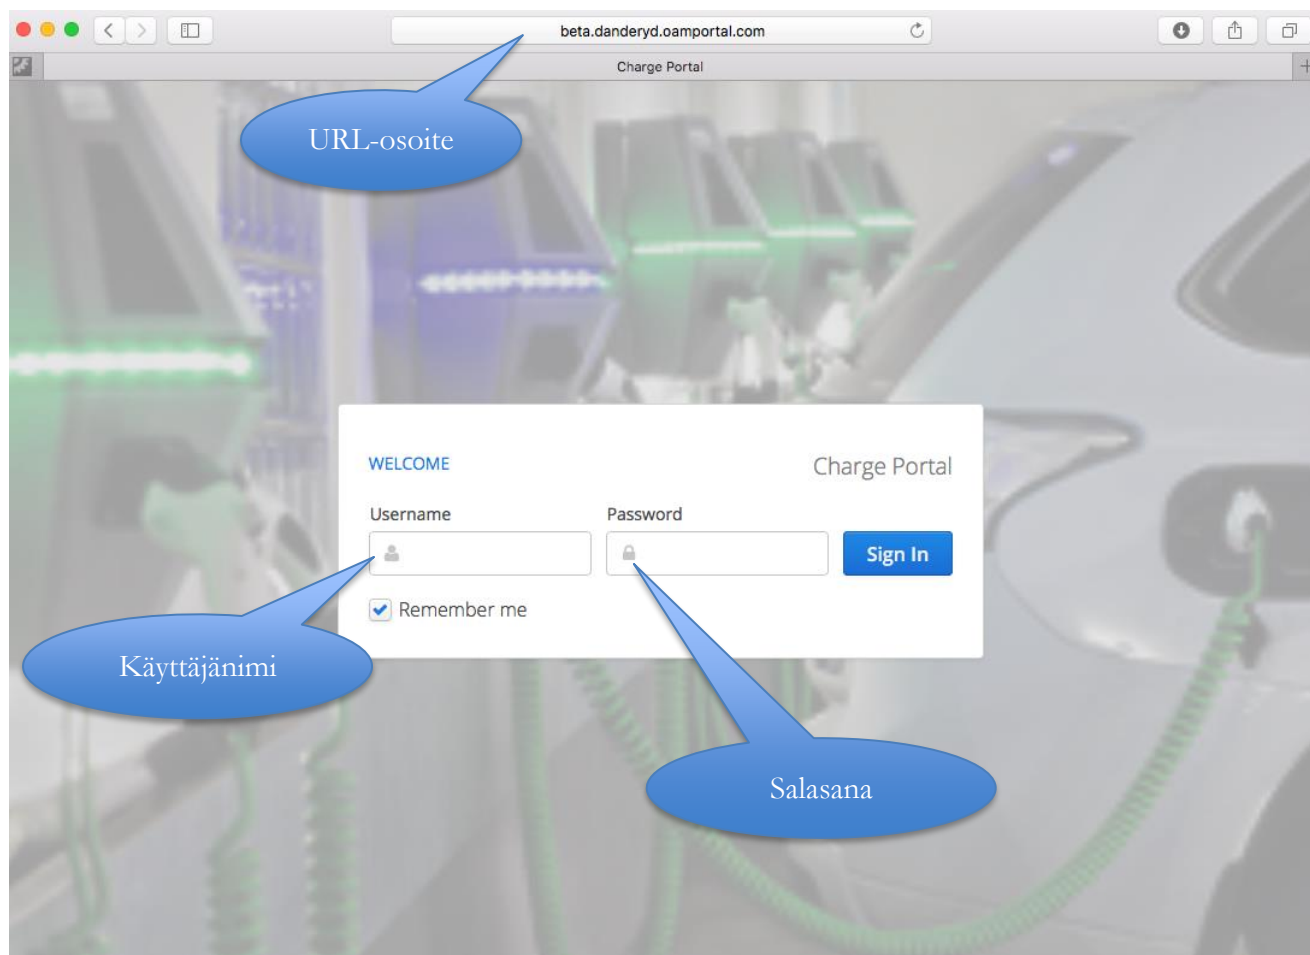 beta.danderyd.oamportal.com
Charge Portal
URL-osoite
WELCOME
Charge Portal
Username
Password
Sign In
Remember me
Käyttäjänimi
Salasana